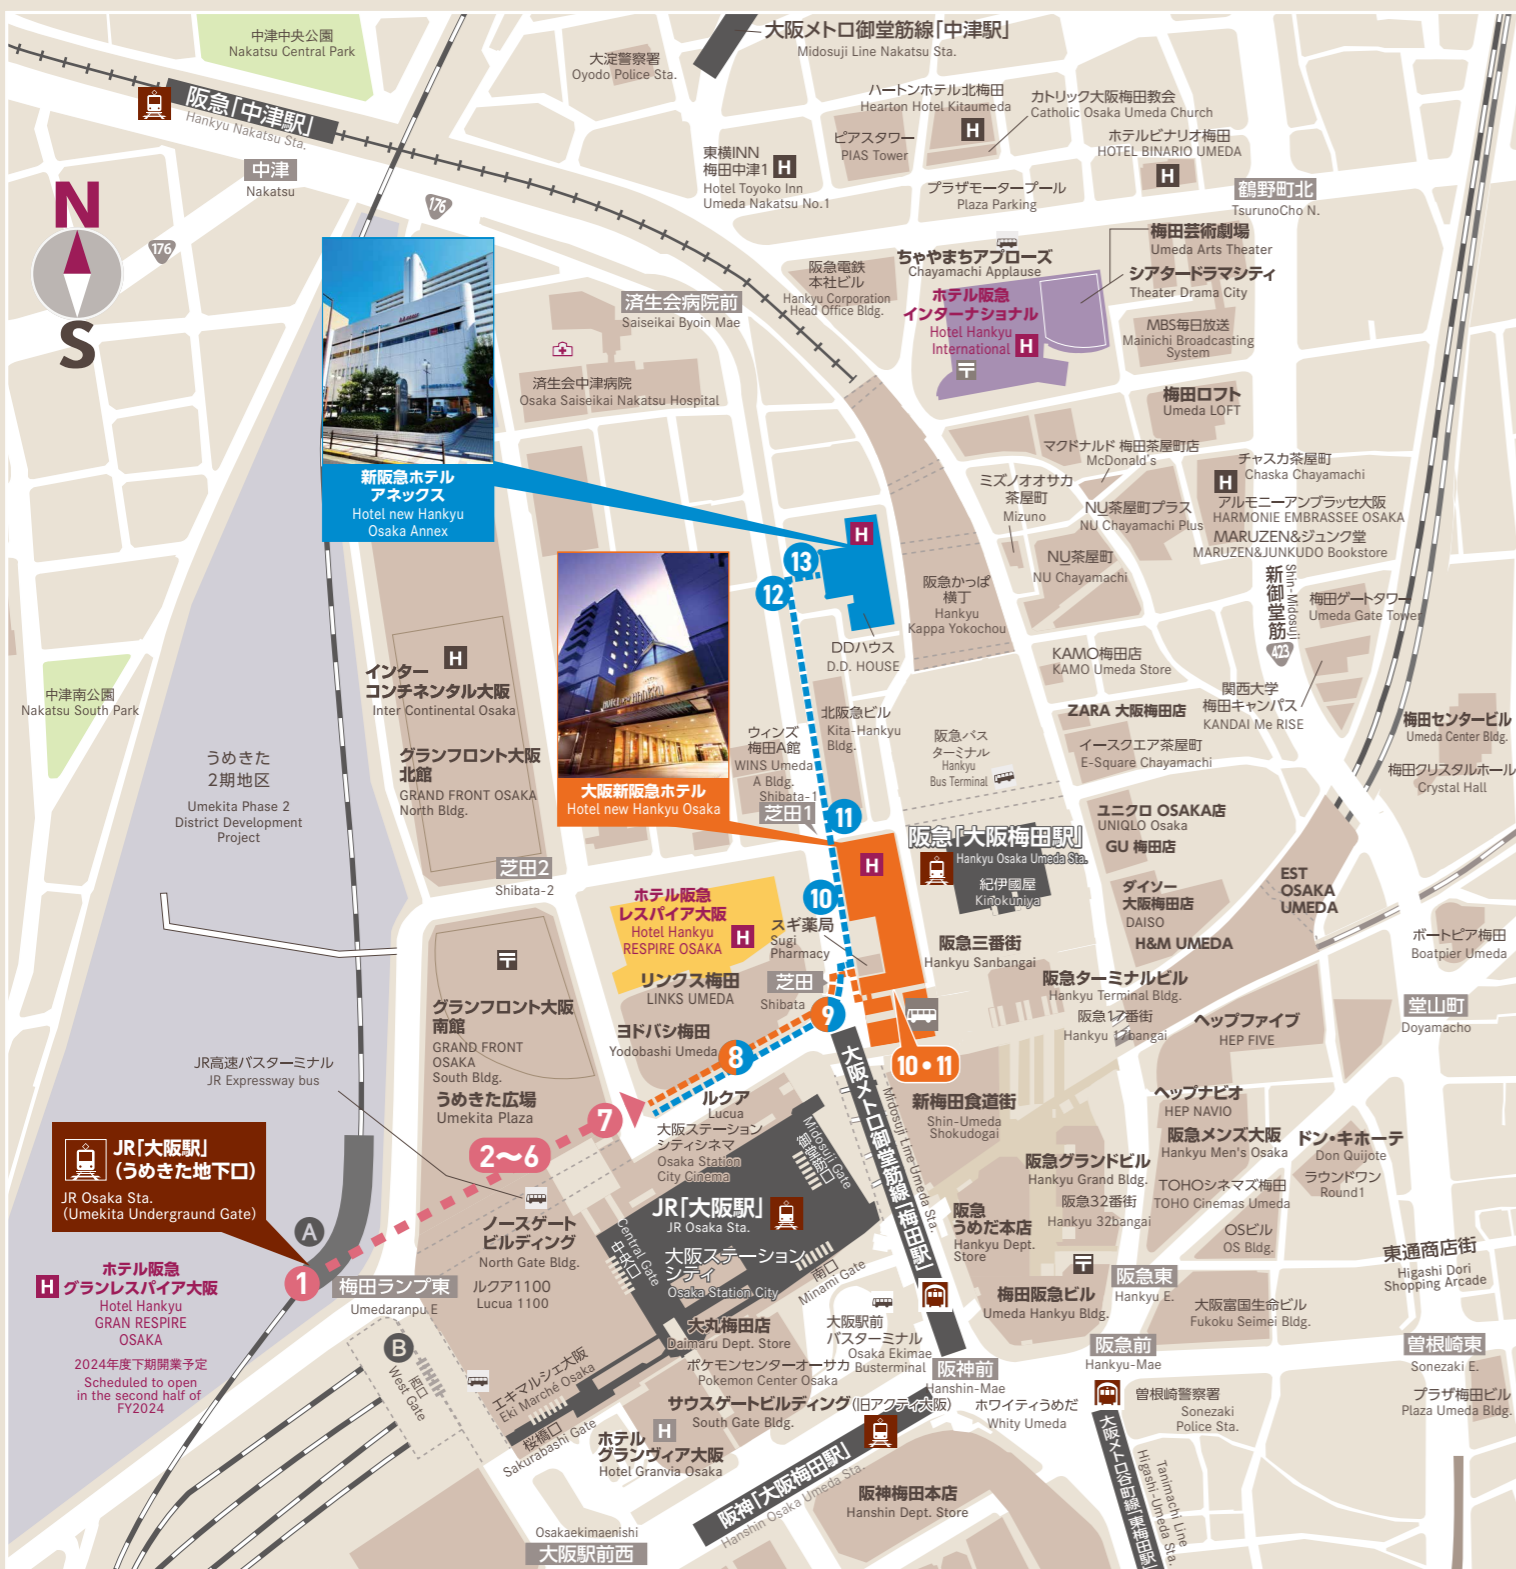 中津中央公園
Nakatsu Central Park
大阪メトロ御堂筋線「中津駅」
Midosuji Line Nakatsu Sta.
大淀警察署
Oyodo Police Sta.
阪急「中津駅」
Hankyu Nakatsu Sta.
中津
Nakatsu
176
176
N
S
ハートンホテル北梅田
Hearton Hotel Kitaumeda
H
カトリック大阪梅田教会
Catholic Osaka Umeda Church
ピアスタワー
PIAS Tower
ホテルビナリオ梅田
HOTEL BINARIO UMEDA
H
東横INN
梅田中津1
H
Hotel Toyoko Inn
Umeda Nakatsu No.1
プラザモータープール
Plaza Parking
鶴野町北
TsurunoCho N.
梅田芸術劇場
Umeda Arts Theater
シアタードラマシティ
Theater Drama City
ちゃやまちアプローズ
Chayamachi Applause
阪急電鉄
本社ビル
Hankyu Corporation
Head Office Bldg.
ホテル阪急
インターナショナル
Hotel Hankyu
International
H
MBS毎日放送
Mainichi Broadcasting
System
済生会病院前
Saiseikai Byoin Mae
済生会中津病院
Osaka Saiseikai Nakatsu Hospital
梅田ロフト
Umeda LOFT
新阪急ホテル
アネックス
Hotel new Hankyu
Osaka Annex
マクドナルド 梅田茶屋町店
McDonald's
チャスカ茶屋町
Chaska Chayamachi
H
ミズノオオサカ
茶屋町
Mizuno
NU茶屋町プラス
NU Chayamachi Plus
アルモニーアンブラッセ大阪
HARMONIE EMBRASSEE OSAKA
MARUZEN&ジュンク堂
MARUZEN&JUNKUDO Bookstore
NU茶屋町
NU Chayamachi
新御堂筋
Shin-Midosuji
423
梅田ゲートタワー
Umeda Gate Tower
H
13
12
阪急かっぱ
横丁
Hankyu
Kappa Yokochou
DDハウス
D.D. HOUSE
KAMO梅田店
KAMO Umeda Store
関西大学
梅田キャンパス
KANDAI Me RISE
ZARA 大阪梅田店
イースクエア茶屋町
E-Square Chayamachi
梅田センタービル
Umeda Center Bldg.
梅田クリスタルホール
Crystal Hall
中津南公園
Nakatsu South Park
インター
コンチネンタル大阪
H
Inter Continental Osaka
グランフロント大阪
北館
GRAND FRONT OSAKA
North Bldg.
うめきた
2期地区
Umekita Phase 2
District Development
Project
大阪新阪急ホテル
Hotel new Hankyu Osaka
ウィンズ
梅田A館
WINS Umeda
A Bldg.
Shibata-1
芝田1
北阪急ビル
Kita-Hankyu
Bldg.
阪急バス
ターミナル
Hankyu
Bus Terminal
11
H
阪急「大阪梅田駅」
Hankyu Osaka Umeda Sta.
紀伊國屋
Kinokuniya
ユニクロ OSAKA店
UNIQLO Osaka
GU 梅田店
ダイソー
大阪梅田店
DAISO
H&M UMEDA
EST
OSAKA
UMEDA
芝田2
Shibata-2
ホテル阪急
レスパイア大阪
Hotel Hankyu
RESPIRE OSAKA
H
10
スギ薬局
Sugi
Pharmacy
リンクス梅田
LINKS UMEDA
芝田
Shibata
阪急三番街
Hankyu Sanbangai
阪急ターミナルビル
Hankyu Terminal Bldg.
阪急17番街
Hankyu 17bangai
ヘップファイブ
HEP FIVE
ボートピア梅田
Boatpier Umeda
堂山町
Doyamacho
グランフロント大阪
南館
GRAND FRONT
OSAKA
South Bldg.
うめきた広場
Umekita Plaza
ヨドバシ梅田
Yodobashi Umeda
9
8
7
2〜6
10・11
JR高速バスターミナル
JR Expressway bus
ルクア
Lucua
大阪ステーション
シティシネマ
Osaka Station
City Cinema
Midosuji Gate
御堂筋口
大阪メトロ御堂筋線「梅田駅」
Midosuji Line Umeda Sta.
新梅田食道街
Shin-Umeda
Shokudogai
ヘップナビオ
HEP NAVIO
阪急メンズ大阪
Hankyu Men's Osaka
ドン・キホーテ
Don Quijote
阪急グランドビル
Hankyu Grand Bldg.
阪急32番街
Hankyu 32bangai
TOHOシネマズ梅田
TOHO Cinemas Umeda
ラウンドワン
Round1
OSビル
OS Bldg.
JR「大阪駅」
(うめきた地下口)
JR Osaka Sta.
(Umekita Undergraund Gate)
A
1
ノースゲート
ビルディング
North Gate Bldg.
ルクア1100
Lucua 1100
Central Gate
中央口
JR「大阪駅」
JR Osaka Sta.
大阪ステーション
シティ
Osaka Station City
南口
Minami Gate
阪急
うめだ本店
Hankyu Dept.
Store
梅田阪急ビル
Umeda Hankyu Bldg.
阪急東
Hankyu E.
東通商店街
Higashi Dori
Shopping Arcade
大阪富国生命ビル
Fukoku Seimei Bldg.
H
ホテル阪急
グランレスパイア大阪
Hotel Hankyu
GRAN RESPIRE
OSAKA
2024年度下期開業予定
Scheduled to open
in the second half of
FY2024
梅田ランプ東
Umedaranpu E
B
西口
West Gate
大丸梅田店
Daimaru Dept. Store
ポケモンセンターオーサカ
Pokemon Center Osaka
大阪駅前
バスターミナル
Osaka Ekimae
Busterminal
阪神前
Hanshin-Mae
阪急前
Hankyu-Mae
曽根崎東
Sonezaki E.
エキマルシェ大阪
Eki Marché Osaka
桜橋口
Sakurabashi Gate
サウスゲートビルディング(旧アクティ大阪)
South Gate Bldg.
ホワイティうめだ
Whity Umeda
曽根崎警察署
Sonezaki
Police Sta.
プラザ梅田ビル
Plaza Umeda Bldg.
ホテル
グランヴィア大阪
H
Hotel Granvia Osaka
阪神「大阪梅田駅」
Hanshin Osaka Umeda Sta.
阪神梅田本店
Hanshin Dept. Store
大阪メトロ谷町線「東梅田駅」
Tanimachi Line
Higashi-Umeda Sta.
Osakaekimaenishi
大阪駅前西